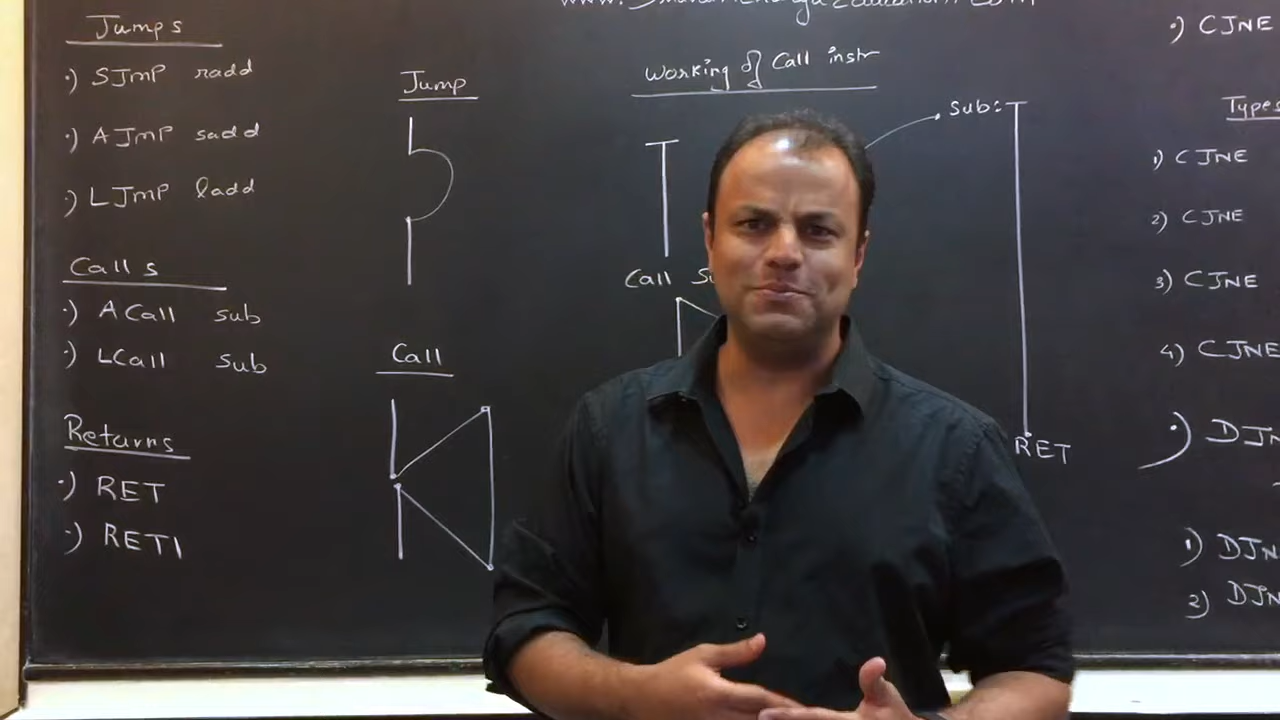 Jumps
·) SJMP radd
·) AJMP sadd
·) LJMP ladd
Calls
·) ACall sub
·) LCall sub
Returns
·) RET
·) RETI
Jump
Call
Working of Call instr
Call
Sub:
RET
·) CJNE
Types
1) CJNE
2) CJNE
3) CJNE
4) CJNE
·)
1)
2)